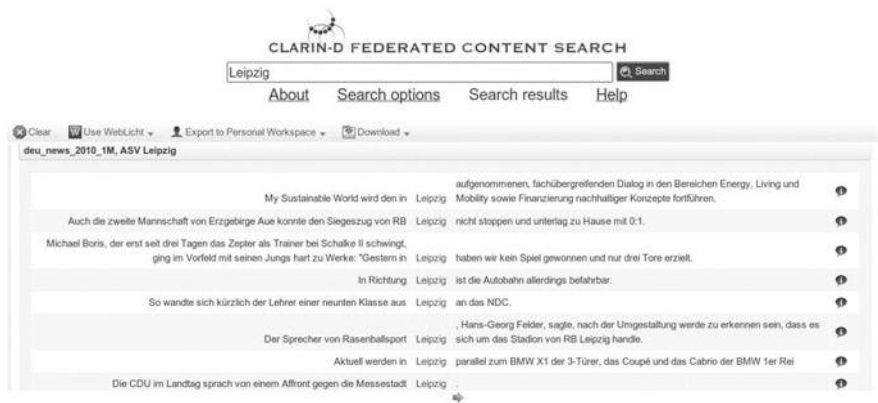 CLARIN-D FEDERATED CONTENT SEARCH
Leipzig
Search
About Search options Search results Help
Clear Use WebLicht Export to Personal Workspace Download
deu_news_2010_1M, ASV Leipzig
aufgenommenen, fachübergreifenden Dialog in den Bereichen Energy, Living und
My Sustainable World wird den in Leipzig Mobility sowie Finanzierung nachhaltiger Konzepte fortführen.
Auch die zweite Mannschaft von Erzgebirge Aue konnte den Siegeszug von RB Leipzig nicht stoppen und unterlag zu Hause mit 0:1.
Michael Boris, der erst seit drei Tagen das Zepter als Trainer bei Schalke II schwingt,
ging im Vorfeld mit seinen Jungs hart zu Werke: "Gestern in Leipzig haben wir kein Spiel gewonnen und nur drei Tore erzielt.
In Richtung Leipzig ist die Autobahn allerdings befahrbar.
So wandte sich kürzlich der Lehrer einer neunten Klasse aus Leipzig an das NDC.
, Hans-Georg Felder, sagte, nach der Umgestaltung werde zu erkennen sein, dass es
Der Sprecher von Rasenballsport Leipzig sich um das Stadion von RB Leipzig handle.
Aktuell werden in Leipzig parallel zum BMW X1 der 3-Türer, das Coupé und das Cabrio der BMW 1er Rei
Die CDU im Landtag sprach von einem Affront gegen die Messestadt Leipzig .